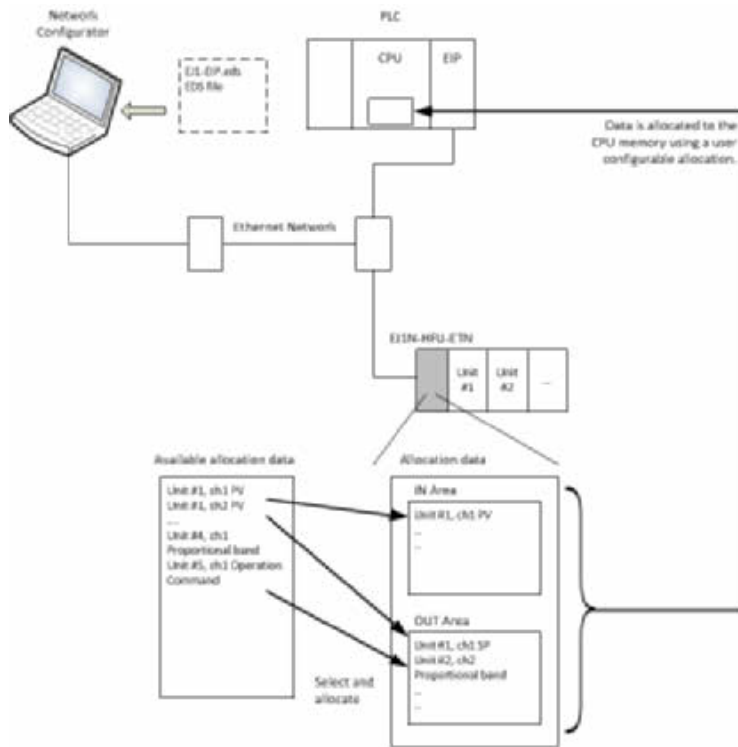 Network
Configurator
PLC
EJ1-EIP.eds
EDS file
CPU
EIP
Data is allocated to the
CPU memory using a user
configurable allocation.
Ethernet Network
EJ1N-HFU-ETN
Unit
#1
Unit
#2
...
Available allocation data
Unit #1, ch1 PV
Unit #1, ch2 PV
....
Unit #4, ch1
Proportional band
Unit #5, ch1 Operation
Command
Select and
allocate
Allocation data
IN Area
Unit #1, ch1 PV
...
...
OUT Area
Unit #1, ch1 SP
Unit #2, ch2
Proportional band
...
...